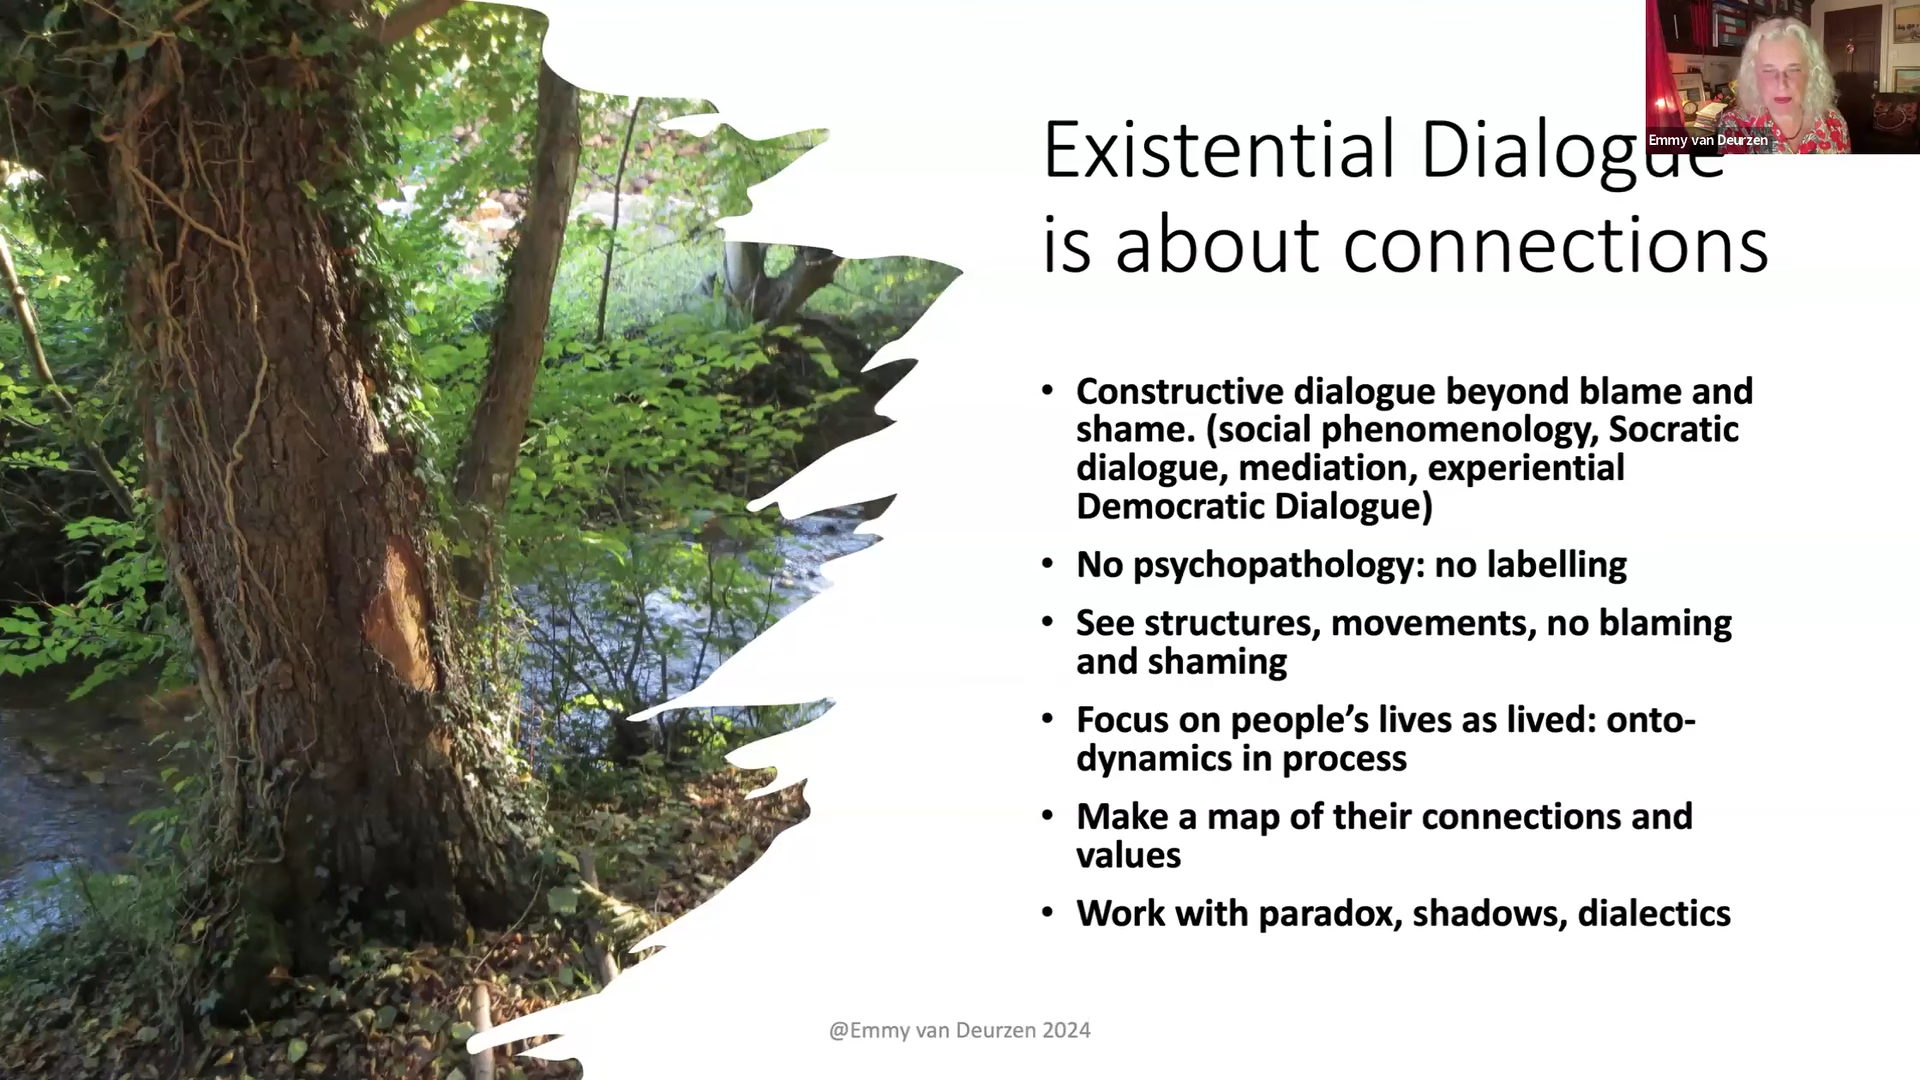 Existential Dialogue
is about connections
Emmy van Deurzen
• Constructive dialogue beyond blame and
shame. (social phenomenology, Socratic
dialogue, mediation, experiential
Democratic Dialogue)
• No psychopathology: no labelling
• See structures, movements, no blaming
and shaming
• Focus on people’s lives as lived: onto-
dynamics in process
• Make a map of their connections and
values
• Work with paradox, shadows, dialectics
@Emmy van Deurzen 2024